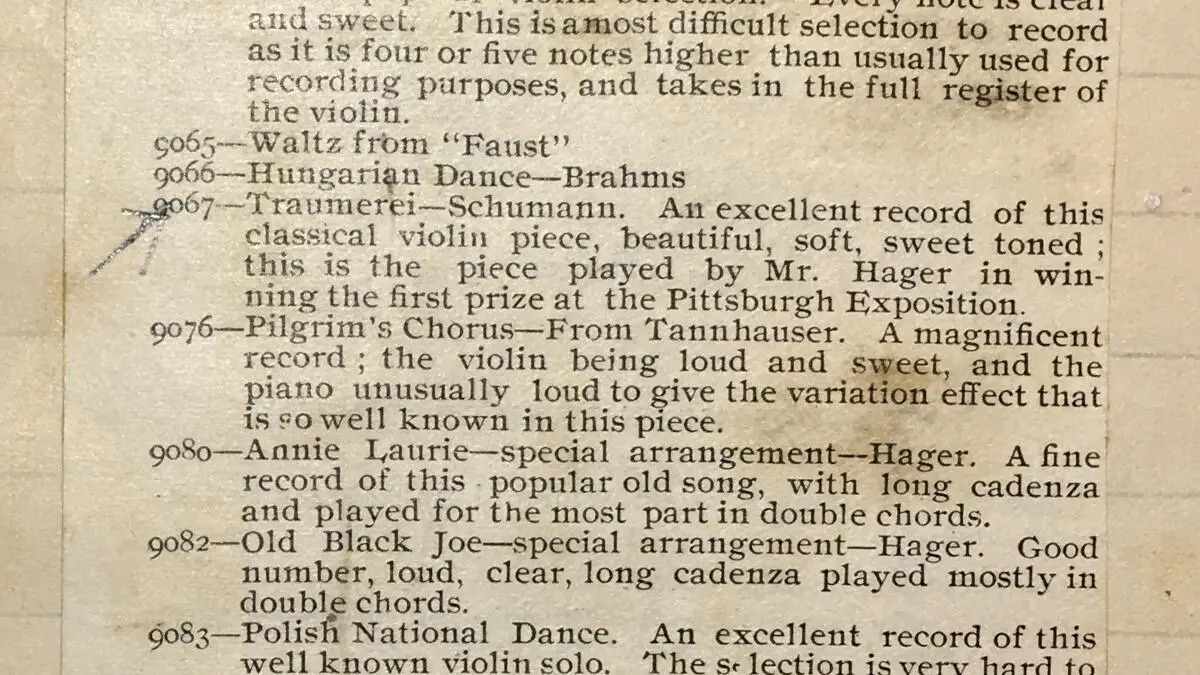 violin selection. Every note is clear
and sweet. This is a most difficult selection to record
as it is four or five notes higher than usually used for
recording purposes, and takes in the full register of
the violin.
9065—Waltz from "Faust"
9066—Hungarian Dance—Brahms
9067—Traumerei—Schumann. An excellent record of this
classical violin piece, beautiful, soft, sweet toned ;
this is the piece played by Mr. Hager in win-
ning the first prize at the Pittsburgh Exposition.
9076—Pilgrim's Chorus—From Tannhauser. A magnificent
record ; the violin being loud and sweet, and the
piano unusually loud to give the variation effect that
is so well known in this piece.
9080—Annie Laurie—special arrangement—Hager. A fine
record of this popular old song, with long cadenza
and played for the most part in double chords.
9082—Old Black Joe—special arrangement—Hager. Good
number, loud, clear, long cadenza played mostly in
double chords.
9083—Polish National Dance. An excellent record of this
well known violin solo. The selection is very hard to